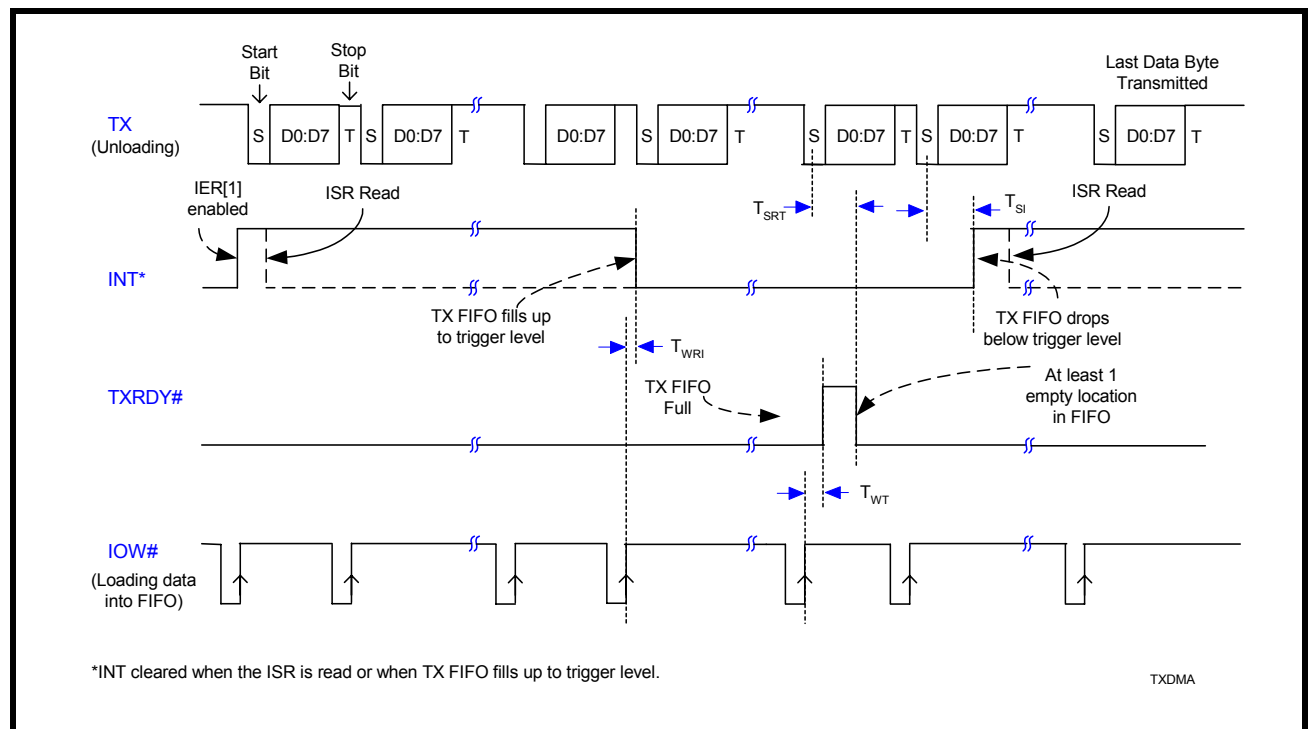 Start
Bit
Stop
Bit
Last Data Byte
Transmitted
TX
(Unloading)
S D0:D7 T S D0:D7 T D0:D7 S D0:D7 T S D0:D7 T S D0:D7 T S D0:D7 T
IER[1]
enabled
ISR Read
TSRT
TSI
ISR Read
INT*
TX FIFO fills up
to trigger level
TX FIFO drops
below trigger level
TWRI
TXRDY#
TX FIFO
Full
At least 1
empty location
in FIFO
TWT
IOW#
(Loading data
into FIFO)
*INT cleared when the ISR is read or when TX FIFO fills up to trigger level.
TXDMA